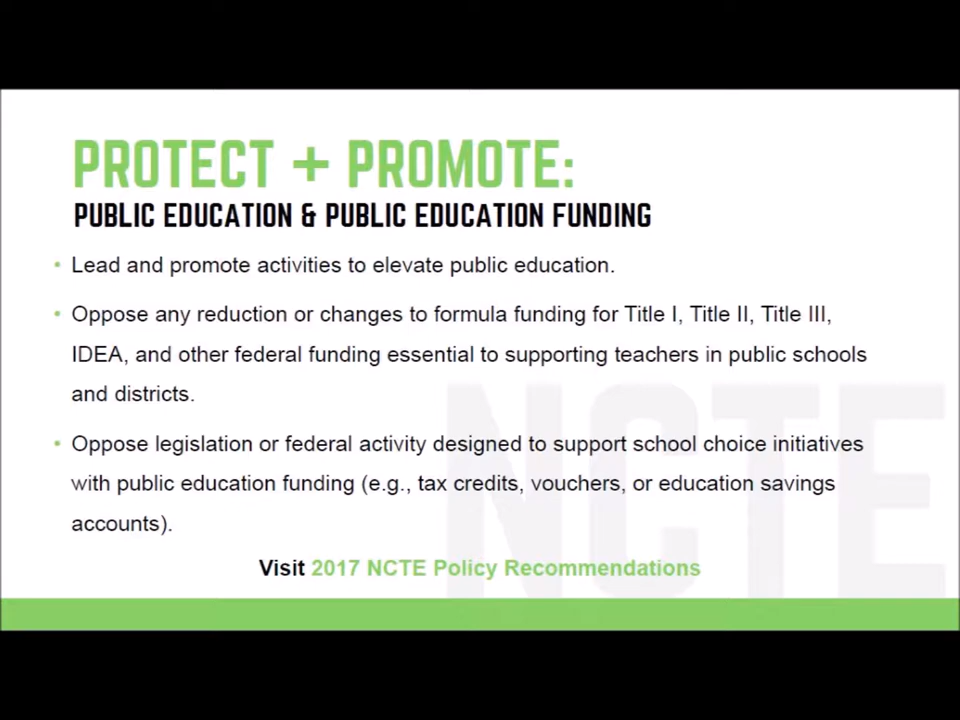 PROTECT + PROMOTE:
PUBLIC EDUCATION & PUBLIC EDUCATION FUNDING
• Lead and promote activities to elevate public education.
• Oppose any reduction or changes to formula funding for Title I, Title II, Title III,
IDEA, and other federal funding essential to supporting teachers in public schools
and districts.
• Oppose legislation or federal activity designed to support school choice initiatives
with public education funding (e.g., tax credits, vouchers, or education savings
accounts).
NCTE
Visit 2017 NCTE Policy Recommendations